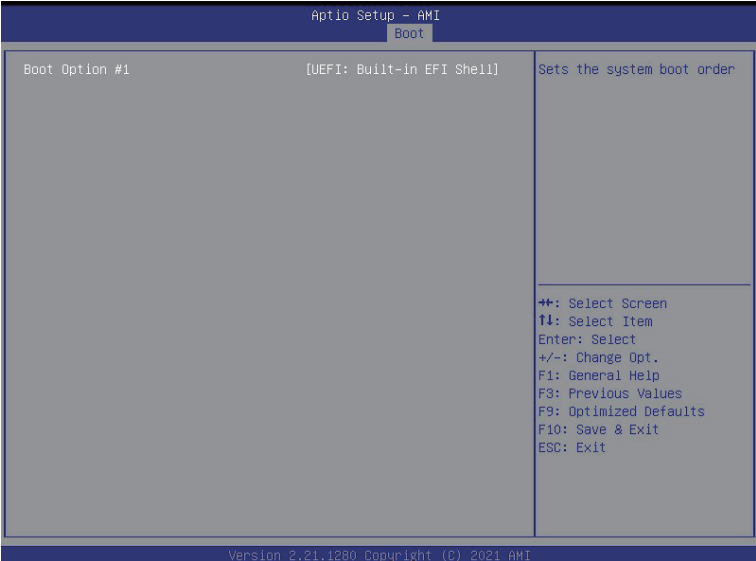 Aptio Setup – AMI
Boot
Boot Option #1 [UEFI: Built-in EFI Shell]
Sets the system boot order
→←: Select Screen
↑↓: Select Item
Enter: Select
+/-: Change Opt.
F1: General Help
F3: Previous Values
F9: Optimized Defaults
F10: Save & Exit
ESC: Exit
Version 2.21.1280 Copyright (C) 2021 AMI